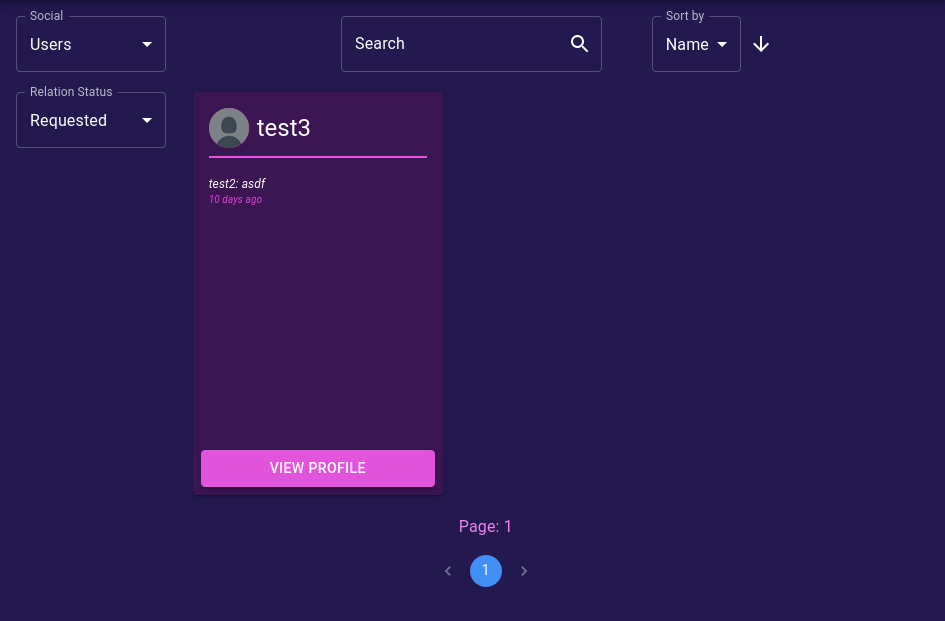 Social
Users
Search
Sort by
Name
Relation Status
Requested
test3
test2: asdf
10 days ago
VIEW PROFILE
Page: 1
1